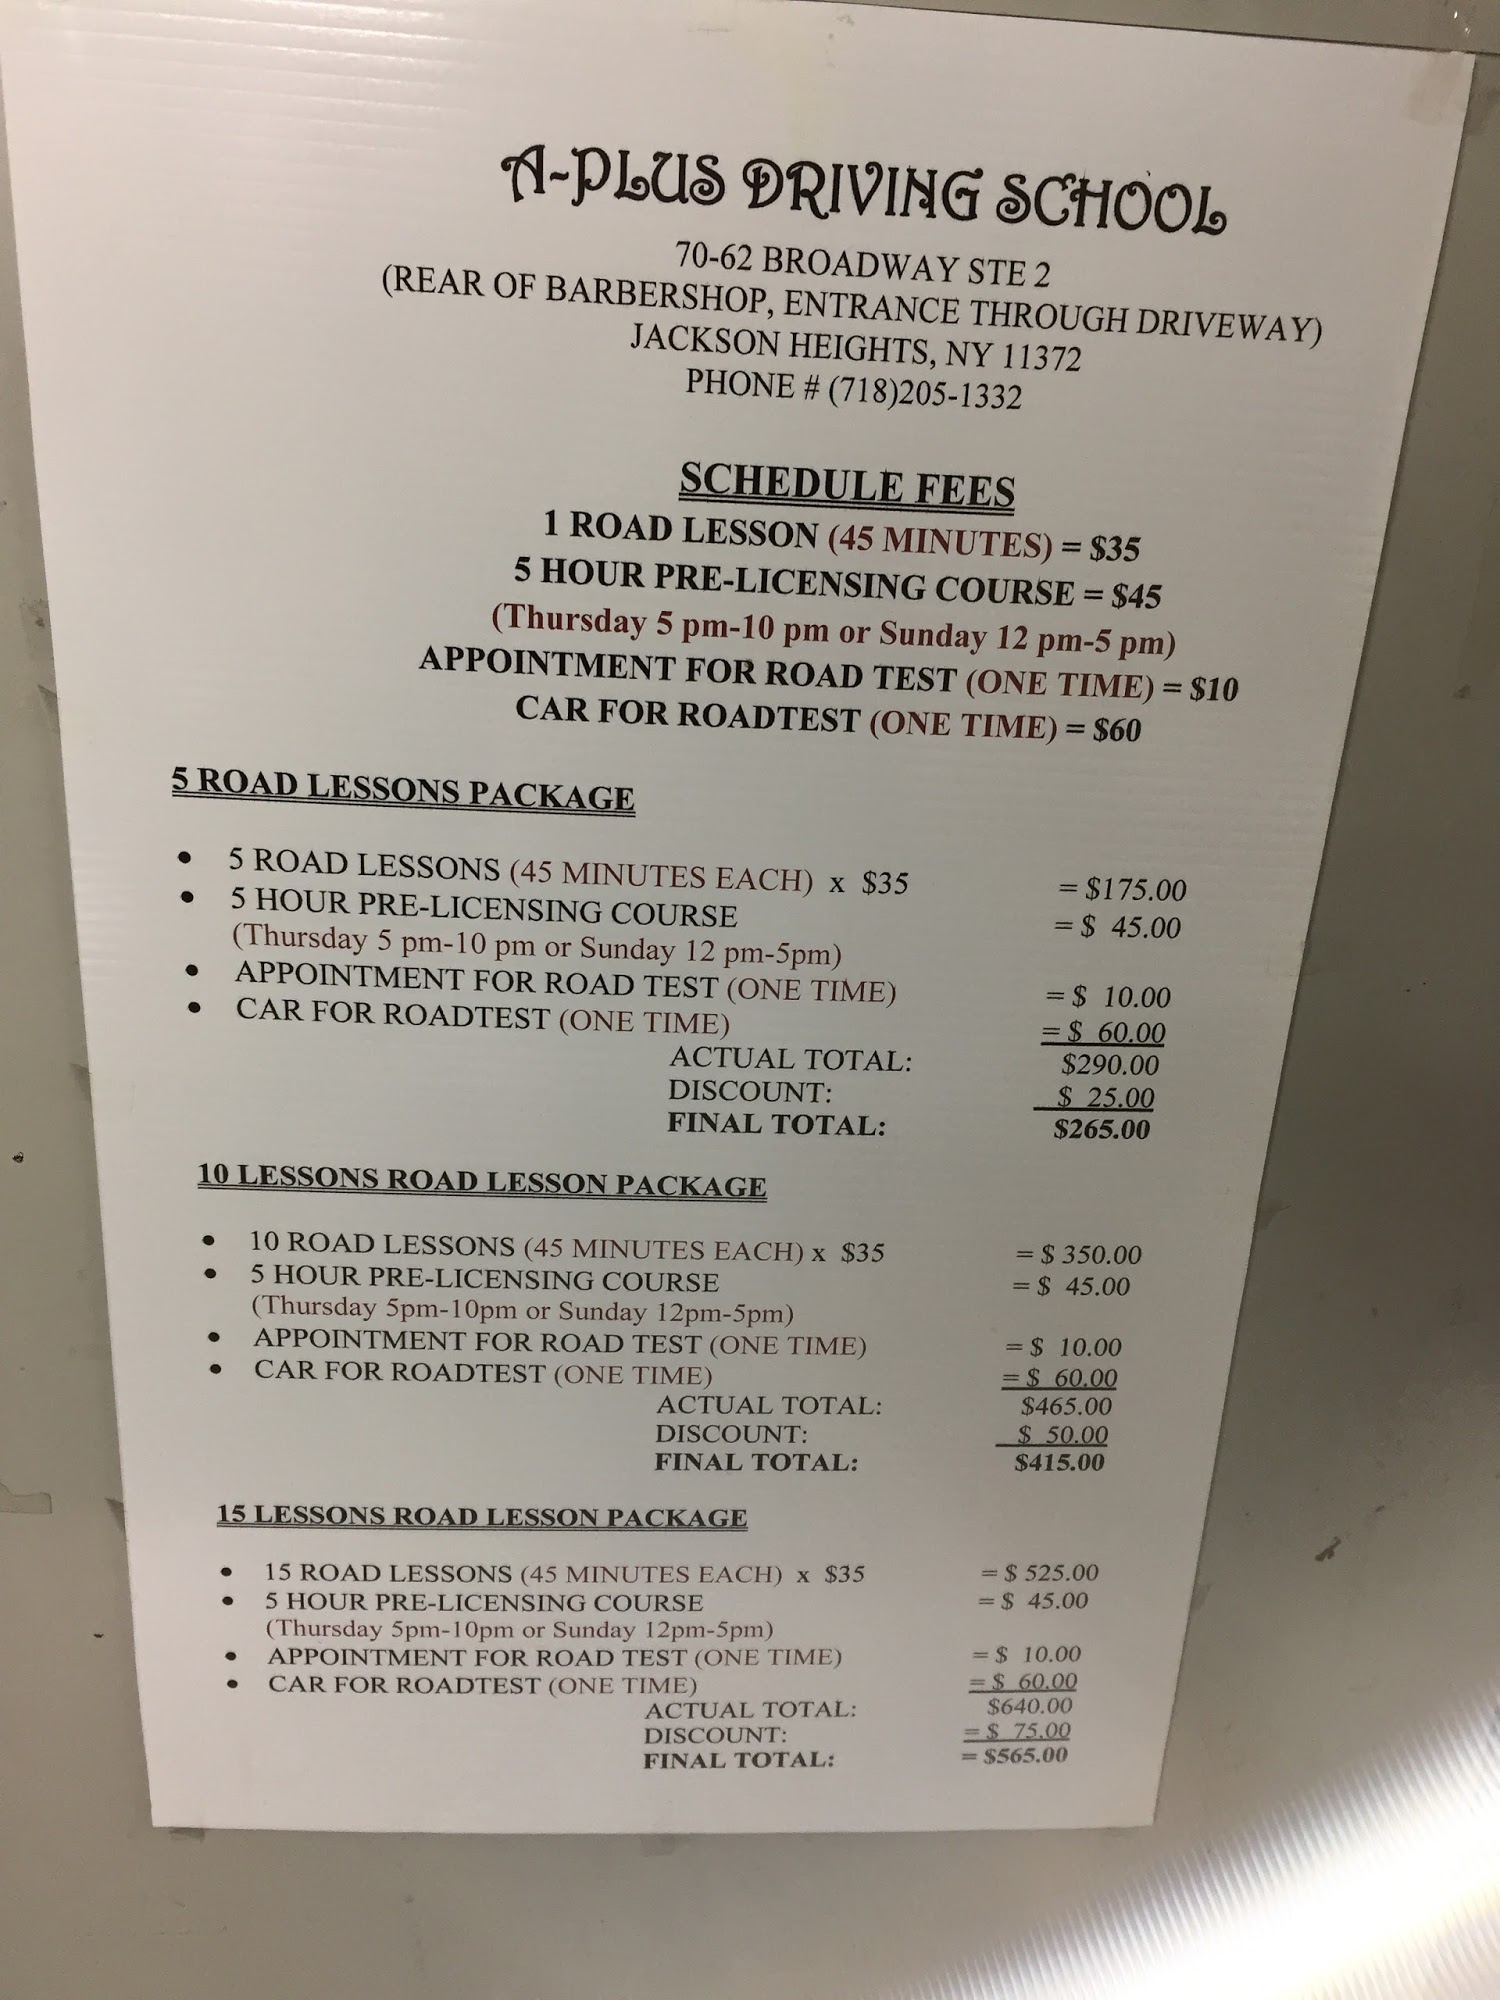 A-PLUS DRIVING SCHOOL
70-62 BROADWAY STE 2
(REAR OF BARBERSHOP, ENTRANCE THROUGH DRIVEWAY)
JACKSON HEIGHTS, NY 11372
PHONE # (718)205-1332
SCHEDULE FEES
1 ROAD LESSON (45 MINUTES) = $35
5 HOUR PRE-LICENSING COURSE = $45
(Thursday 5 pm-10 pm or Sunday 12 pm-5 pm)
APPOINTMENT FOR ROAD TEST (ONE TIME) = $10
CAR FOR ROADTEST (ONE TIME) = $60
5 ROAD LESSONS PACKAGE
• 5 ROAD LESSONS (45 MINUTES EACH) x $35 = $175.00
• 5 HOUR PRE-LICENSING COURSE = $ 45.00
(Thursday 5 pm-10 pm or Sunday 12 pm-5pm)
• APPOINTMENT FOR ROAD TEST (ONE TIME) = $ 10.00
• CAR FOR ROADTEST (ONE TIME) = $ 60.00
ACTUAL TOTAL: $290.00
DISCOUNT: $ 25.00
FINAL TOTAL: $265.00
10 LESSONS ROAD LESSON PACKAGE
• 10 ROAD LESSONS (45 MINUTES EACH) x $35 = $ 350.00
• 5 HOUR PRE-LICENSING COURSE = $ 45.00
(Thursday 5pm-10pm or Sunday 12pm-5pm)
• APPOINTMENT FOR ROAD TEST (ONE TIME) = $ 10.00
• CAR FOR ROADTEST (ONE TIME) = $ 60.00
ACTUAL TOTAL: $465.00
DISCOUNT: $ 50.00
FINAL TOTAL: $415.00
15 LESSONS ROAD LESSON PACKAGE
• 15 ROAD LESSONS (45 MINUTES EACH) x $35 = $ 525.00
• 5 HOUR PRE-LICENSING COURSE = $ 45.00
(Thursday 5pm-10pm or Sunday 12pm-5pm)
• APPOINTMENT FOR ROAD TEST (ONE TIME) = $ 10.00
• CAR FOR ROADTEST (ONE TIME) = $ 60.00
ACTUAL TOTAL: $640.00
DISCOUNT: = $ 75.00
FINAL TOTAL: = $565.00